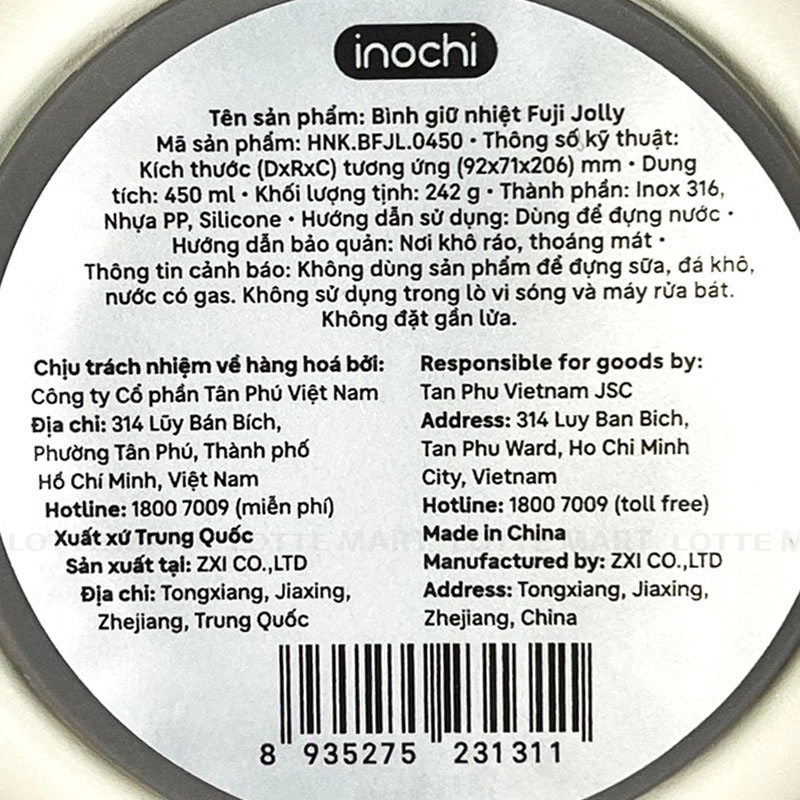 inochi
Tên sản phẩm: Bình giữ nhiệt Fuji Jolly
Mã sản phẩm: HNK.BFJL.0450 • Thông số kỹ thuật:
Kích thước (DxRxC) tương ứng (92x71x206) mm • Dung
tích: 450 ml • Khối lượng tịnh: 242 g • Thành phần: Inox 316,
Nhựa PP, Silicone • Hướng dẫn sử dụng: Dùng để đựng nước •
Hướng dẫn bảo quản: Nơi khô ráo, thoáng mát •
Thông tin cảnh báo: Không dùng sản phẩm để đựng sữa, đá khô,
nước có gas. Không sử dụng trong lò vi sóng và máy rửa bát.
Không đặt gần lửa.
Chịu trách nhiệm về hàng hoá bởi:
Công ty Cổ phần Tân Phú Việt Nam
Địa chỉ: 314 Lũy Bán Bích,
Phường Tân Phú, Thành phố
Hồ Chí Minh, Việt Nam
Hotline: 1800 7009 (miễn phí)
Xuất xứ Trung Quốc
Sản xuất tại: ZXI CO.,LTD
Địa chỉ: Tongxiang, Jiaxing,
Zhejiang, Trung Quốc
Responsible for goods by:
Tan Phu Vietnam JSC
Address: 314 Luy Ban Bich,
Tan Phu Ward, Ho Chi Minh
City, Vietnam
Hotline: 1800 7009 (toll free)
Made in China
Manufactured by: ZXI CO.,LTD
Address: Tongxiang, Jiaxing,
Zhejiang, China
LOTTE MART LOTTE MART LOTTE M
8 935275 231311